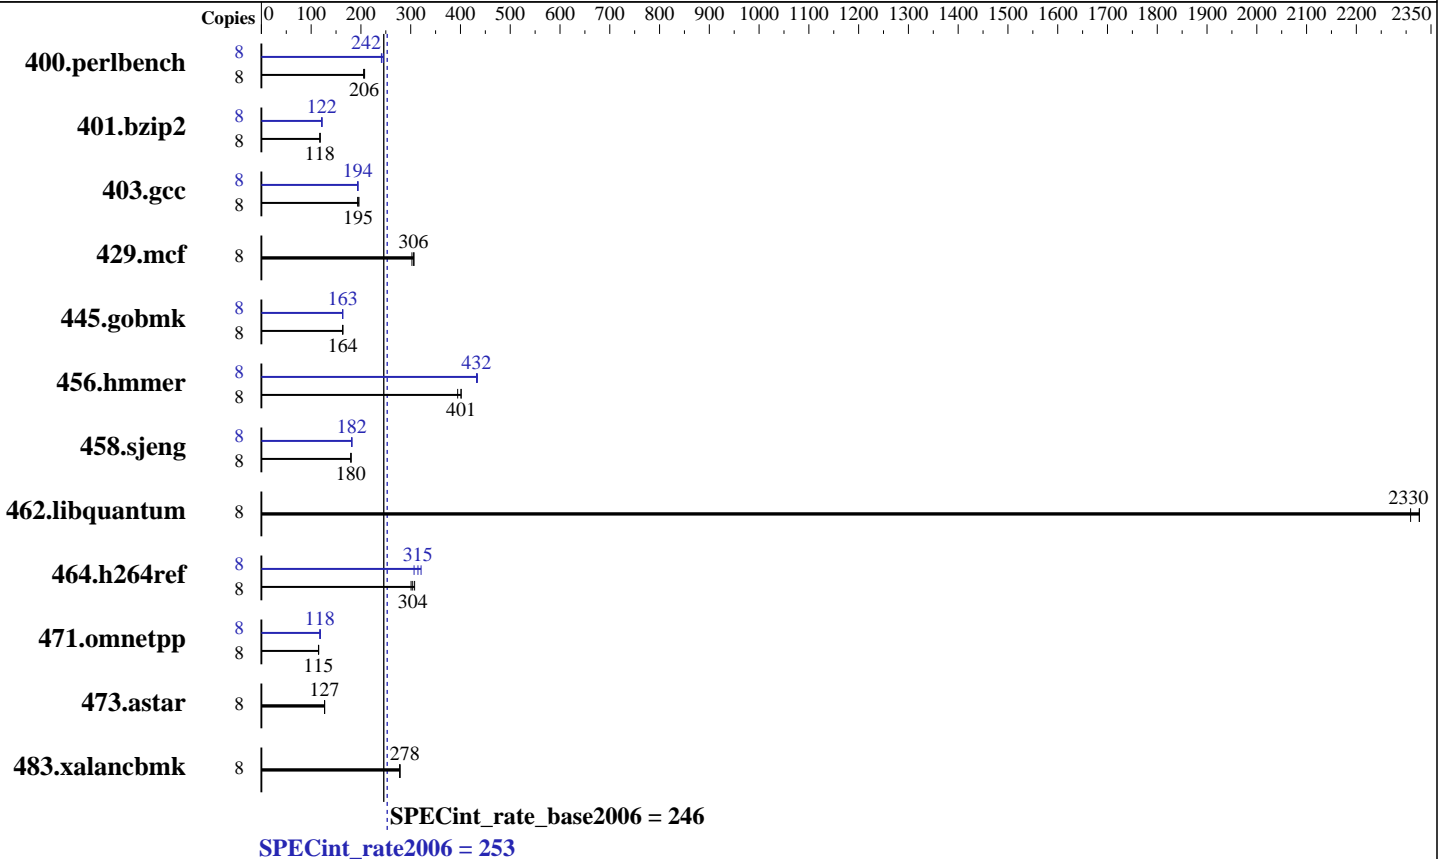 Copies 0 100 200 300 400 500 600 700 800 900 1000 1100 1200 1300 1400 1500 1600 1700 1800 1900 2000 2100 2200 2350
400.perlbench 8 242
8 206
401.bzip2 8 122
8 118
403.gcc 8 194
8 195
429.mcf 8 306
445.gobmk 8 163
8 164
456.hmmer 8 432
8 401
458.sjeng 8 182
8 180
462.libquantum 8 2330
464.h264ref 8 315
8 304
471.omnetpp 8 118
8 115
473.astar 8 127
483.xalancbmk 8 278
SPECint_rate_base2006 = 246
SPECint_rate2006 = 253